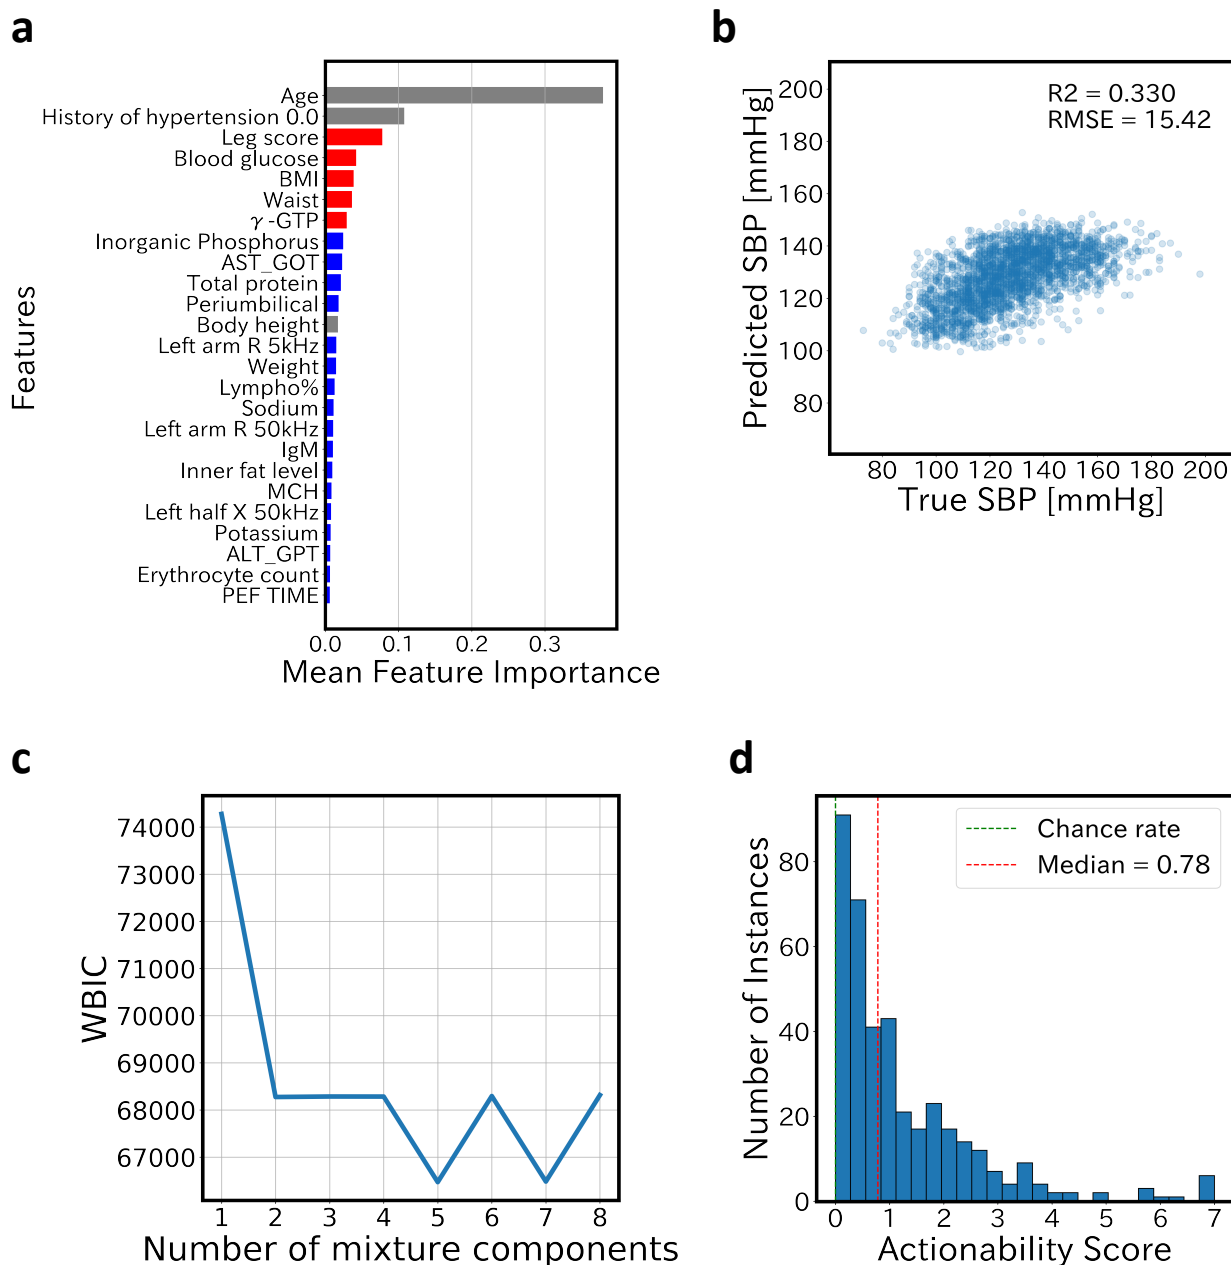 a
Features
Age
History of hypertension 0.0
Leg score
Blood glucose
BMI
Waist
γ-GTP
Inorganic Phosphorus
AST_GOT
Total protein
Periumbilical
Body height
Left arm R 5kHz
Weight
Lympho%
Sodium
Left arm R 50kHz
IgM
Inner fat level
MCH
Left half X 50kHz
Potassium
ALT_GPT
Erythrocyte count
PEF TIME
0.0 0.1 0.2 0.3
Mean Feature Importance
b
Predicted SBP [mmHg]
200
180
160
140
120
100
80
R2 = 0.330
RMSE = 15.42
80 100 120 140 160 180 200
True SBP [mmHg]
c
WBIC
74000
73000
72000
71000
70000
69000
68000
67000
1 2 3 4 5 6 7 8
Number of mixture components
d
Number of Instances
80
60
40
20
0
Chance rate
Median = 0.78
0 1 2 3 4 5 6 7
Actionability Score